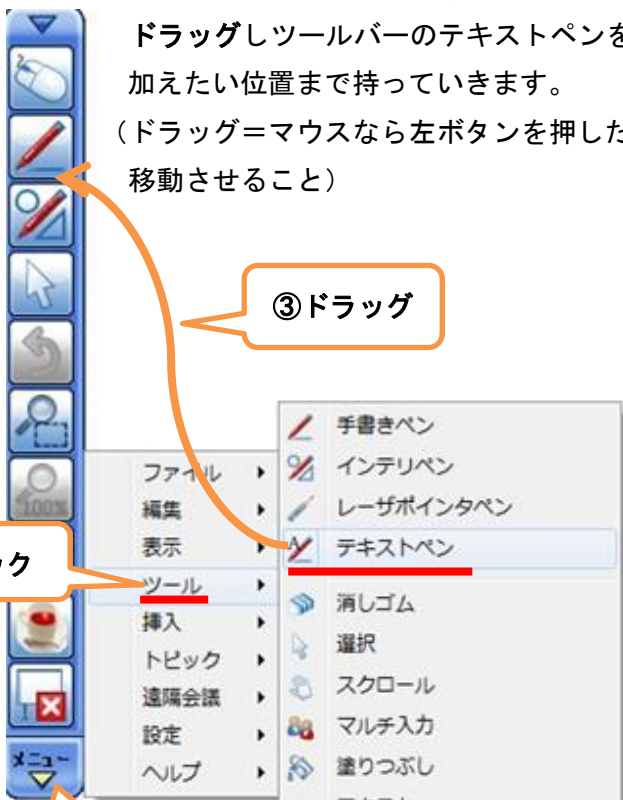 ドラッグしツールバーのテキストペンを
加えたい位置まで持っていきます。
（ドラッグ＝マウスなら左ボタンを押した
移動させること）
③ドラッグ
手書きペン
インテリペン
レーザポインタペン
テキストペン
消しゴム
選択
スクロール
マルチ入力
塗りつぶし
ファイル
編集
表示
ツール
挿入
トピック
遠隔会議
設定
ヘルプ
100%
ック
メニュー